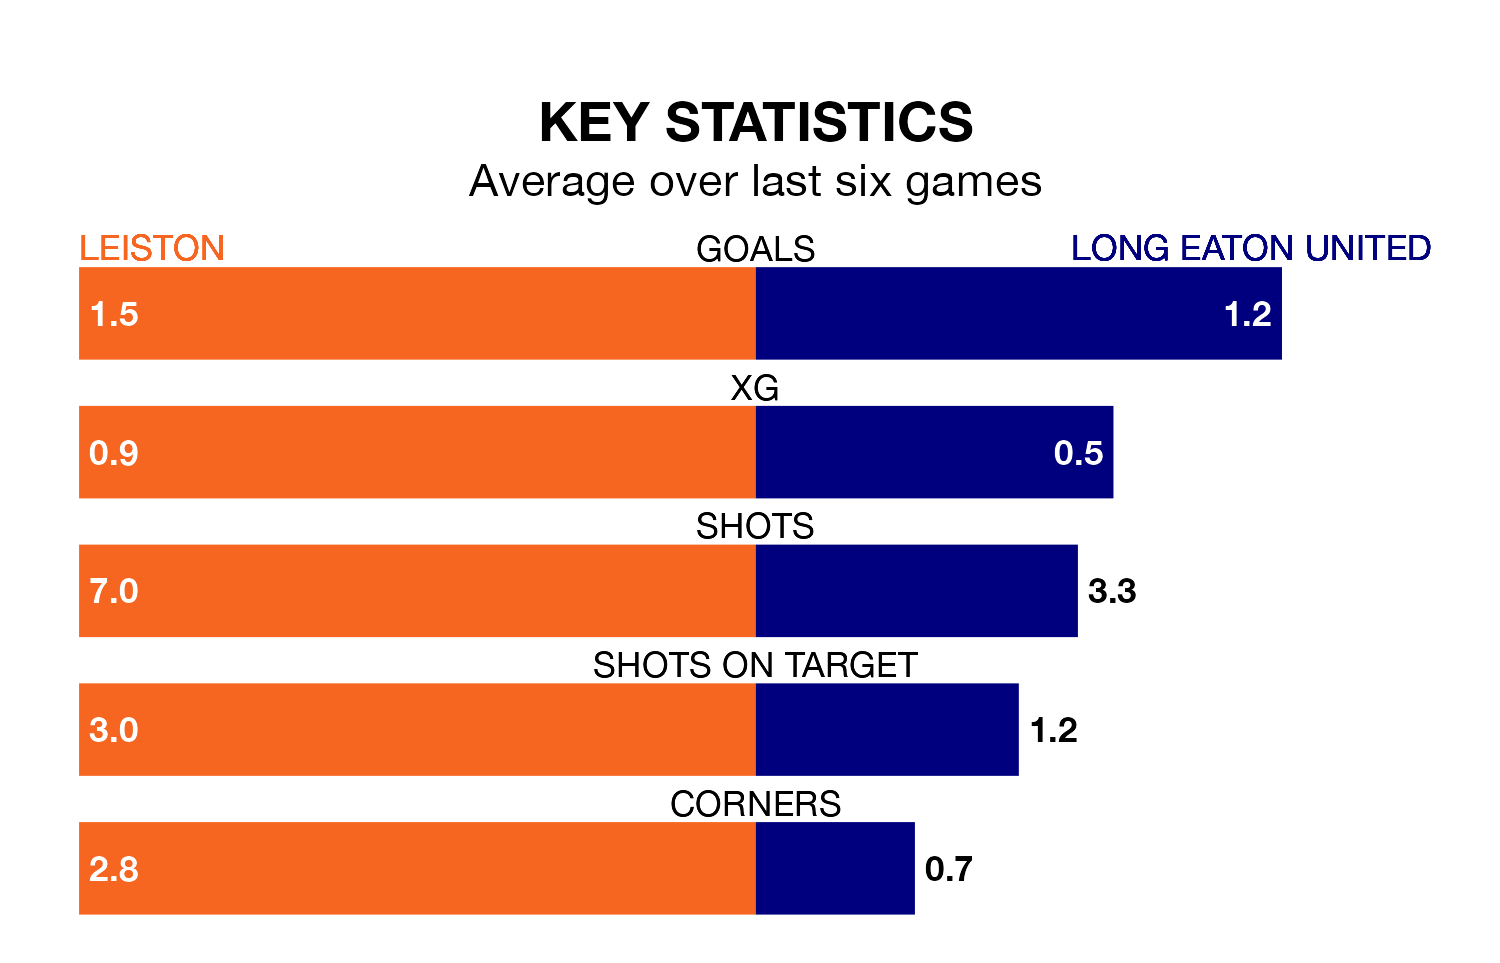 KEY STATISTICS
Average over last six games
LEISTON GOALS LONG EATON UNITED
1.5 1.2
XG
0.9 0.5
SHOTS
7.0 3.3
SHOTS ON TARGET
3.0 1.2
CORNERS
2.8 0.7